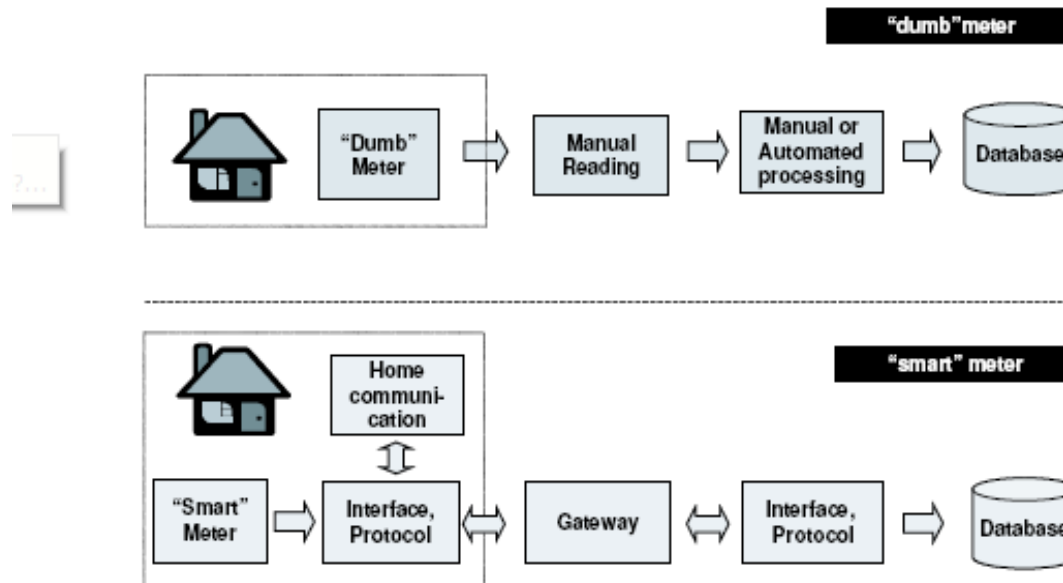 “dumb”meter
“Dumb”
Meter
Manual
Reading
Manual or
Automated
processing
Database
?...
“smart” meter
Home
communi-
cation
“Smart”
Meter
Interface,
Protocol
Gateway
Interface,
Protocol
Database